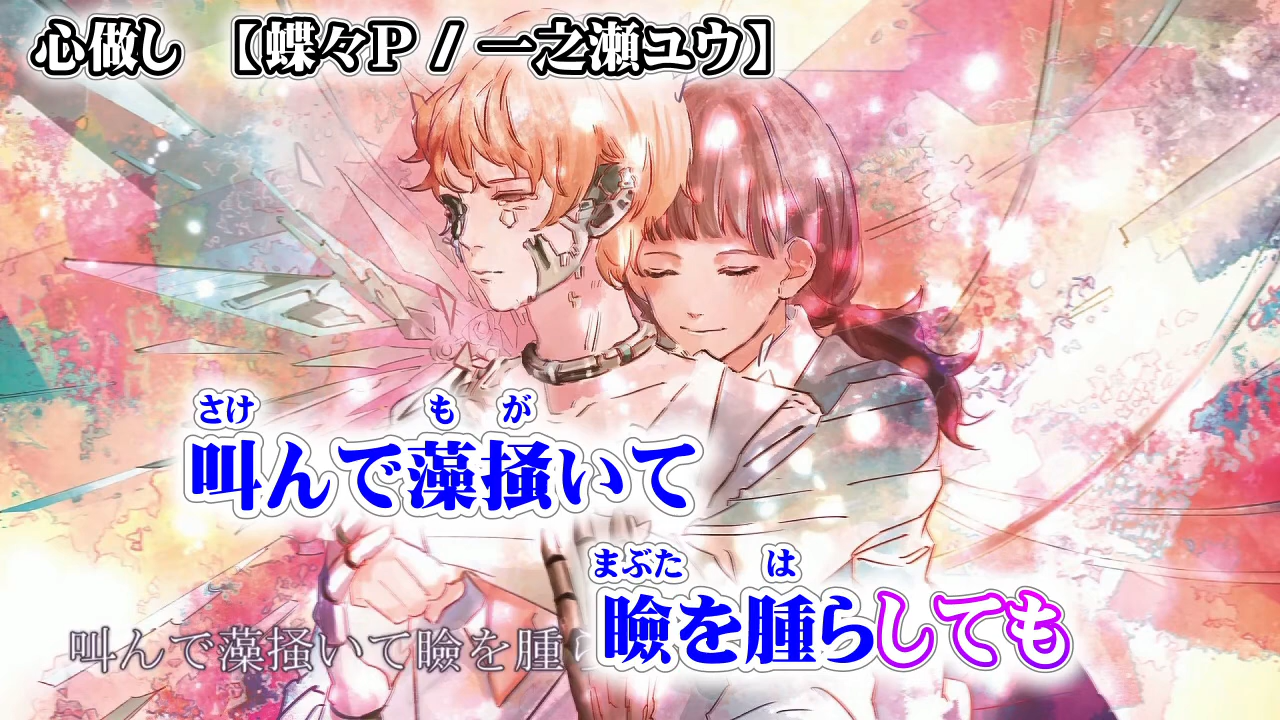 心做し 【蝶々P / 一之瀬ユウ】
さけ も が
叫んで藻掻いて
まぶた は
瞼を腫らしても
叫んで藻掻いて瞼を腫ら